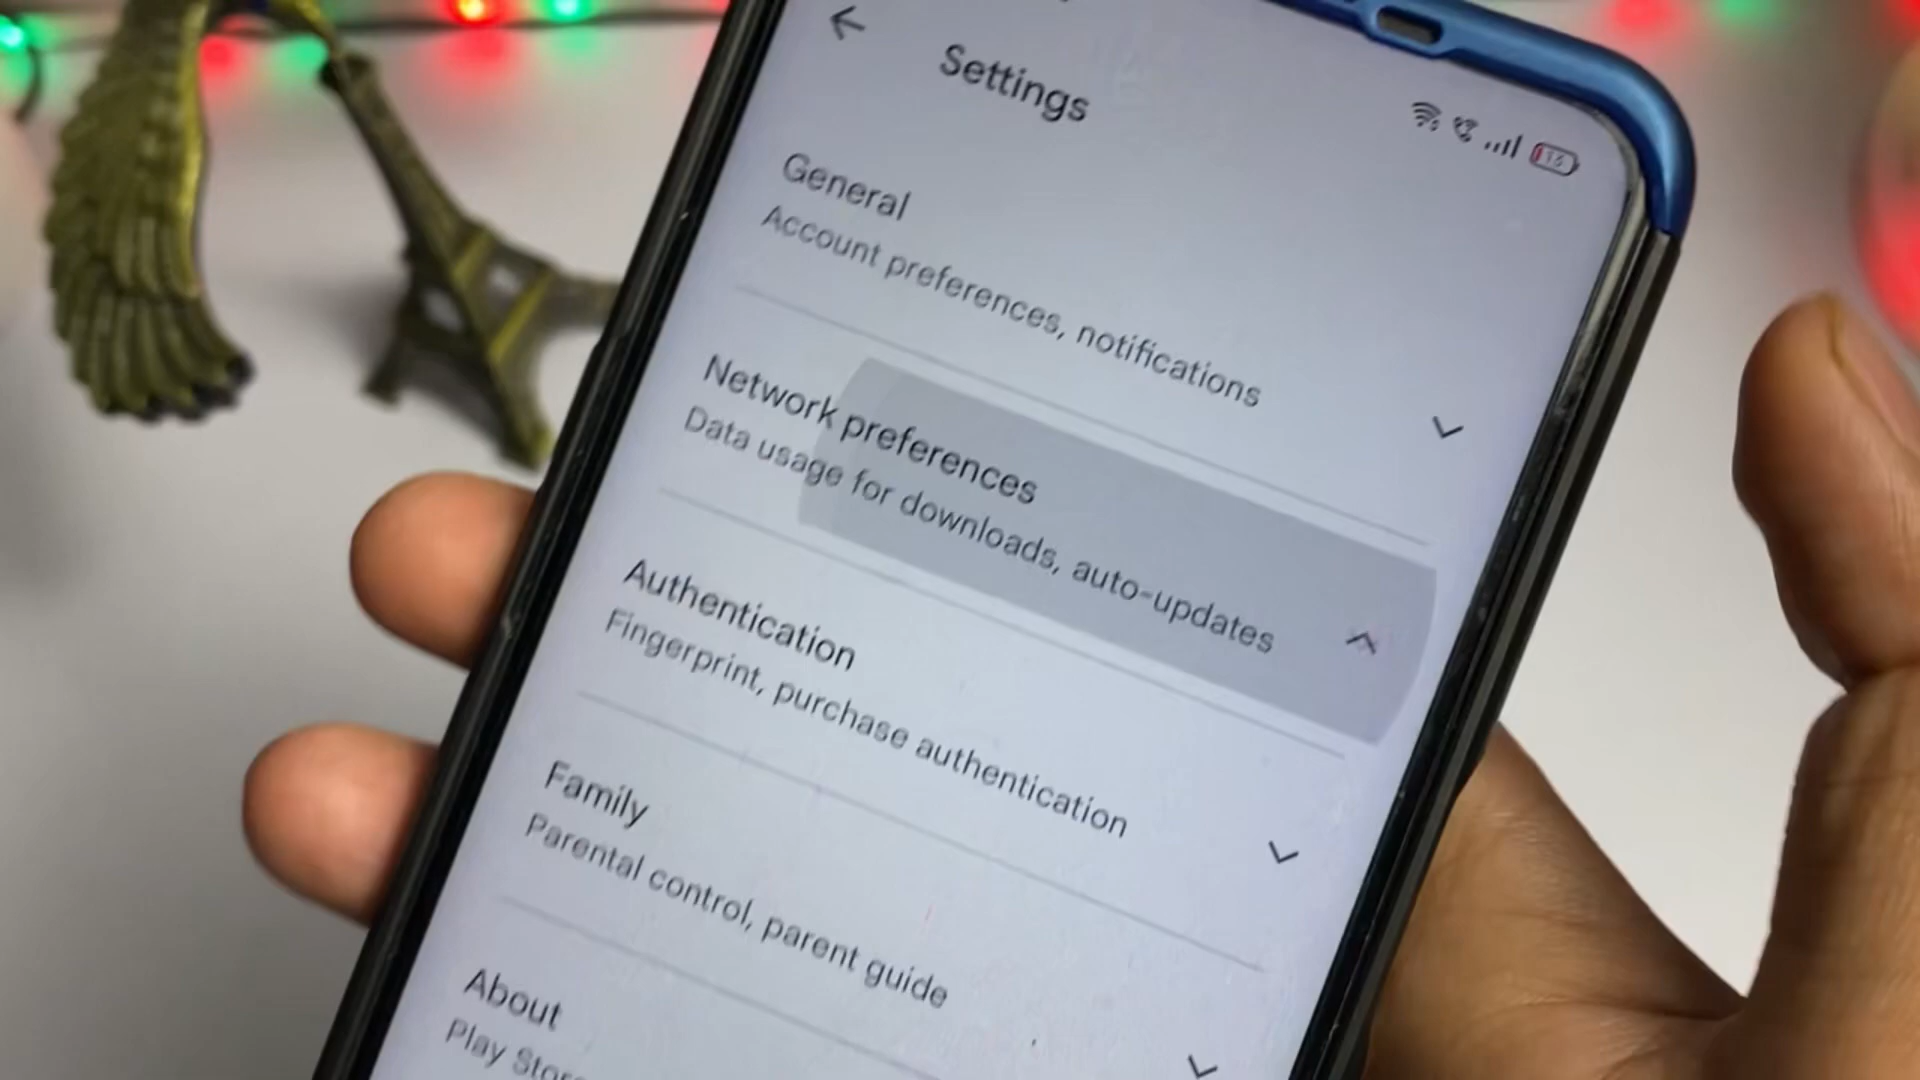 Settings
General
Account preferences, notifications
Network preferences
Data usage for downloads, auto-updates
Authentication
Fingerprint, purchase authentication
Family
Parental control, parent guide
About
Play